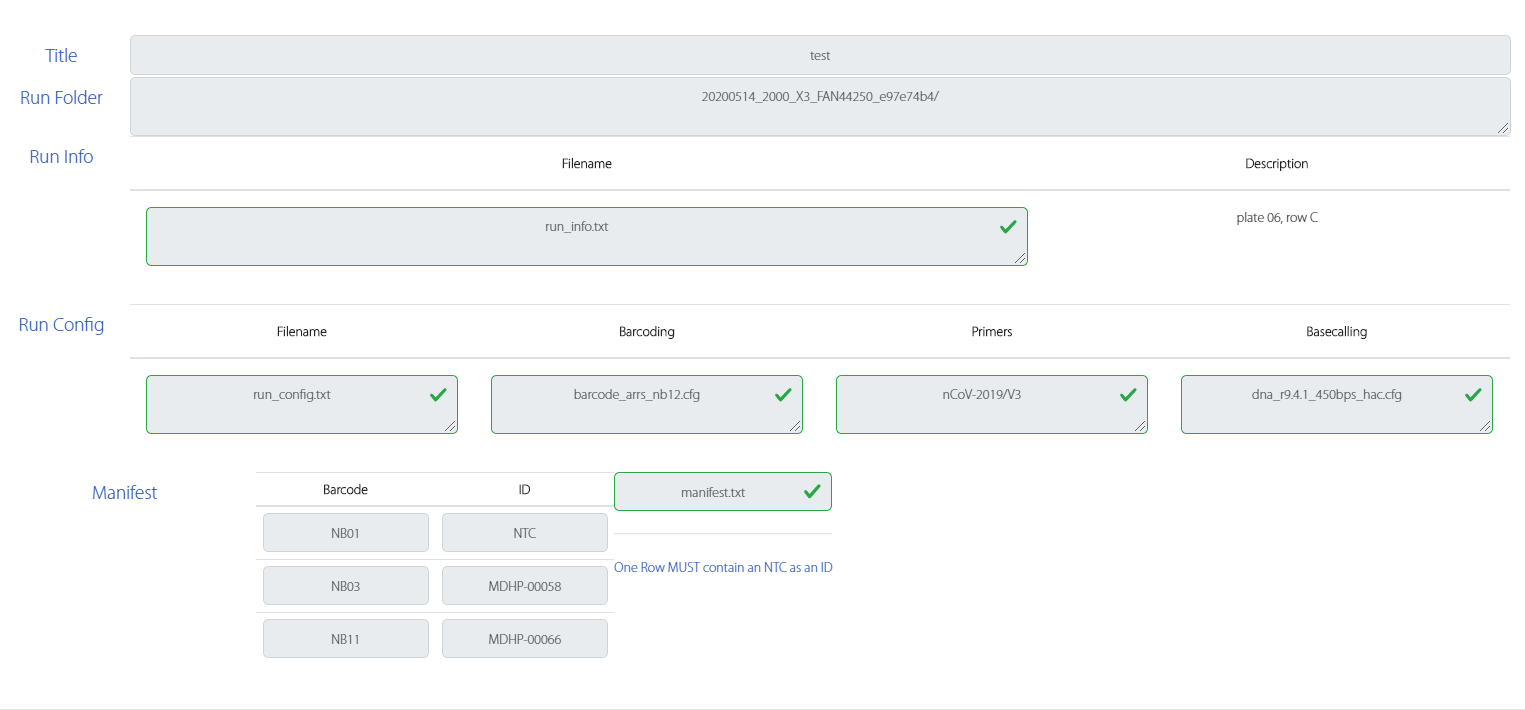 Title
test
Run Folder
20200514_2000_X3_FAN44250_e97e74b4/
Run Info
Filename Description
run_info.txt plate 06, row C
Run Config
Filename Barcoding Primers Basecalling
run_config.txt barcode_arrs_nb12.cfg nCoV-2019/V3 dna_r9.4.1_450bps_hac.cfg
Manifest
Barcode ID manifest.txt
NB01 NTC
One Row MUST contain an NTC as an ID
NB03 MDHP-00058
NB11 MDHP-00066